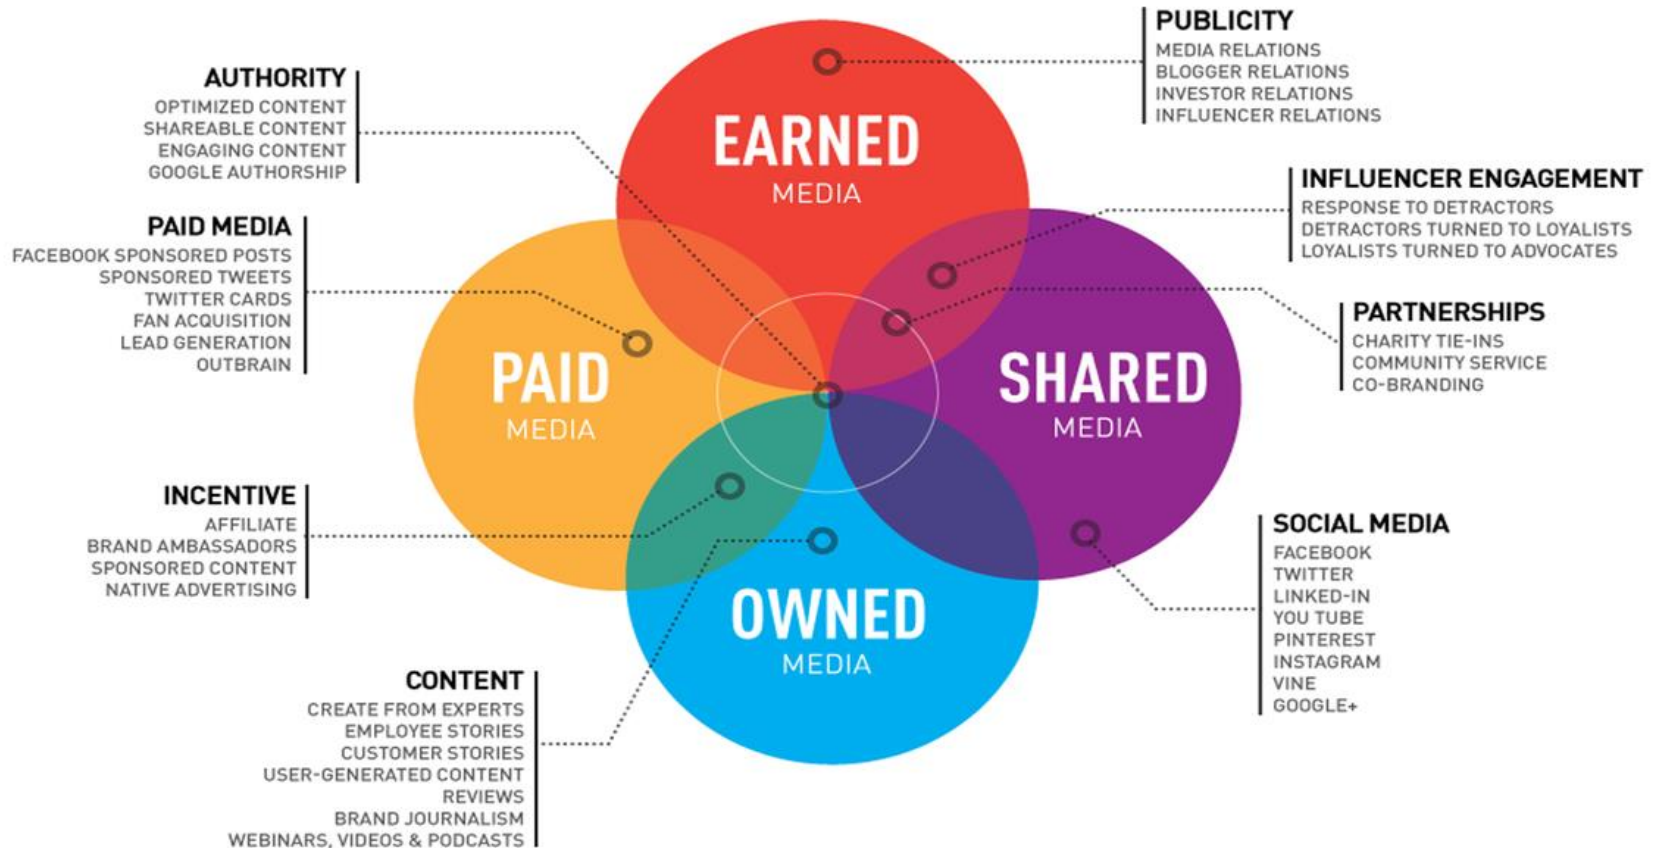 PUBLICITY
MEDIA RELATIONS
BLOGGER RELATIONS
INVESTOR RELATIONS
INFLUENCER RELATIONS
AUTHORITY
OPTIMIZED CONTENT
SHAREABLE CONTENT
ENGAGING CONTENT
GOOGLE AUTHORSHIP
EARNED
MEDIA
INFLUENCER ENGAGEMENT
RESPONSE TO DETRACTORS
DETRACTORS TURNED TO LOYALISTS
LOYALISTS TURNED TO ADVOCATES
PAID MEDIA
FACEBOOK SPONSORED POSTS
SPONSORED TWEETS
TWITTER CARDS
FAN ACQUISITION
LEAD GENERATION
OUTBRAIN
PARTNERSHIPS
CHARITY TIE-INS
COMMUNITY SERVICE
CO-BRANDING
PAID
MEDIA
SHARED
MEDIA
INCENTIVE
AFFILIATE
BRAND AMBASSADORS
SPONSORED CONTENT
NATIVE ADVERTISING
SOCIAL MEDIA
FACEBOOK
TWITTER
LINKED-IN
YOU TUBE
PINTEREST
INSTAGRAM
VINE
GOOGLE+
OWNED
MEDIA
CONTENT
CREATE FROM EXPERTS
EMPLOYEE STORIES
CUSTOMER STORIES
USER-GENERATED CONTENT
REVIEWS
BRAND JOURNALISM
WEBINARS, VIDEOS & PODCASTS